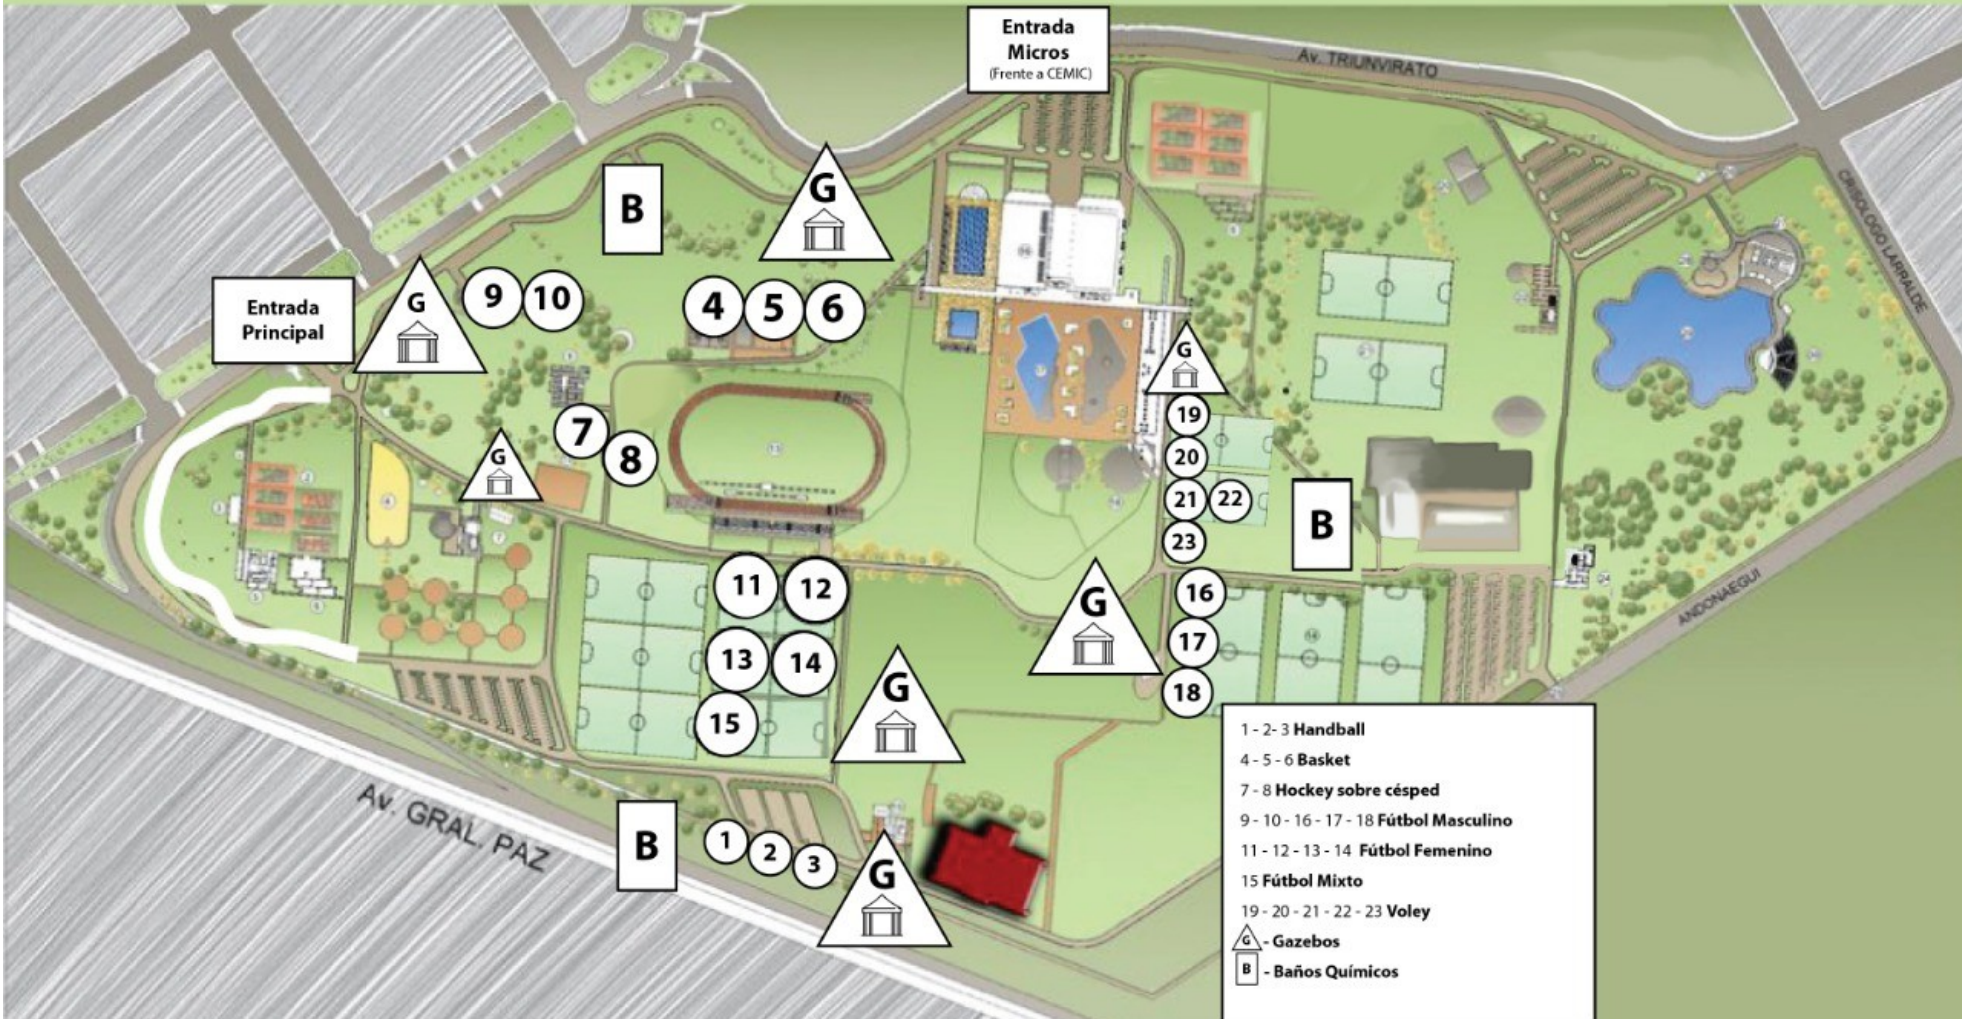 Entrada
Micros
(Frente a CEMIC)
Av. TRIUNVIRATO
CRISOLOGO LARRALDE
G
B
G
9
10
4
5
6
Entrada
Principal
G
G
7
8
G
19
20
21
22
23
B
11
12
13
14
15
G
16
17
18
ANDONAEGUI
G
Av. GRAL. PAZ
B
1
2
3
G
1 - 2- 3 Handball
4 - 5 - 6 Basket
7 - 8 Hockey sobre césped
9 - 10 - 16 - 17 - 18 Fútbol Masculino
11 - 12 - 13 - 14 Fútbol Femenino
15 Fútbol Mixto
19 - 20 - 21 - 22 - 23 Voley
G - Gazebos
B - Baños Químicos